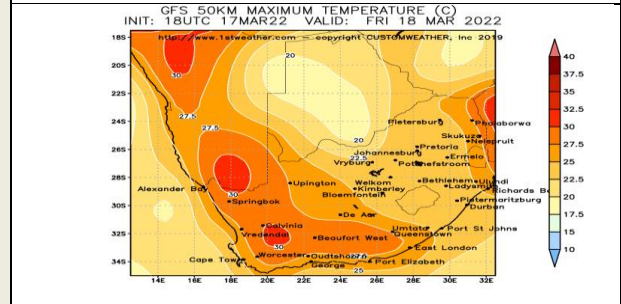 GFS 50KM MAXIMUM TEMPERATURE (C)
INIT: 18UTC 17MAR22 VALID: FRI 18 MAR 2022
http://www.1stweather.com - copyright CUSTOMWEATHER, Inc 2019
18S
20S
22S
24S
26S
28S
30S
32S
34S
20
30
27.5
27.5
20
22.5
30
30
27.5
25
Pietersburg
Phalaborwa
Skukuza
Nelspruit
Pretoria
Johannesburg
Ermelo
Vryburg
Potchefstroom
Alexander Bay
Upington
Welkom
Kimberley
Bethlehem
Ulundi
Ladysmith
Richards B
Springbok
Bloemfontein
Pietermaritzburg
Durban
De Aar
Calvinia
Vredendal
Beaufort West
Umtata
Port St Johns
Queenstown
East London
Cape Town
Worcester
Oudtshoorn
George
Port Elizabeth
14E 16E 18E 20E 22E 24E 26E 28E 30E 32E
40
37.5
35
32.5
30
27.5
25
22.5
20
17.5
15
10